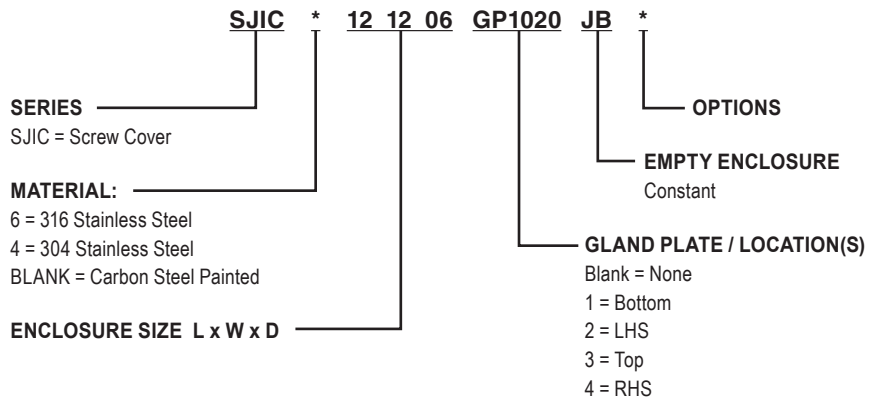 SJIC * 12 12 06 GP1020 JB *
SERIES
SJIC = Screw Cover
MATERIAL:
6 = 316 Stainless Steel
4 = 304 Stainless Steel
BLANK = Carbon Steel Painted
ENCLOSURE SIZE L x W x D
OPTIONS
EMPTY ENCLOSURE
Constant
GLAND PLATE / LOCATION(S)
Blank = None
1 = Bottom
2 = LHS
3 = Top
4 = RHS